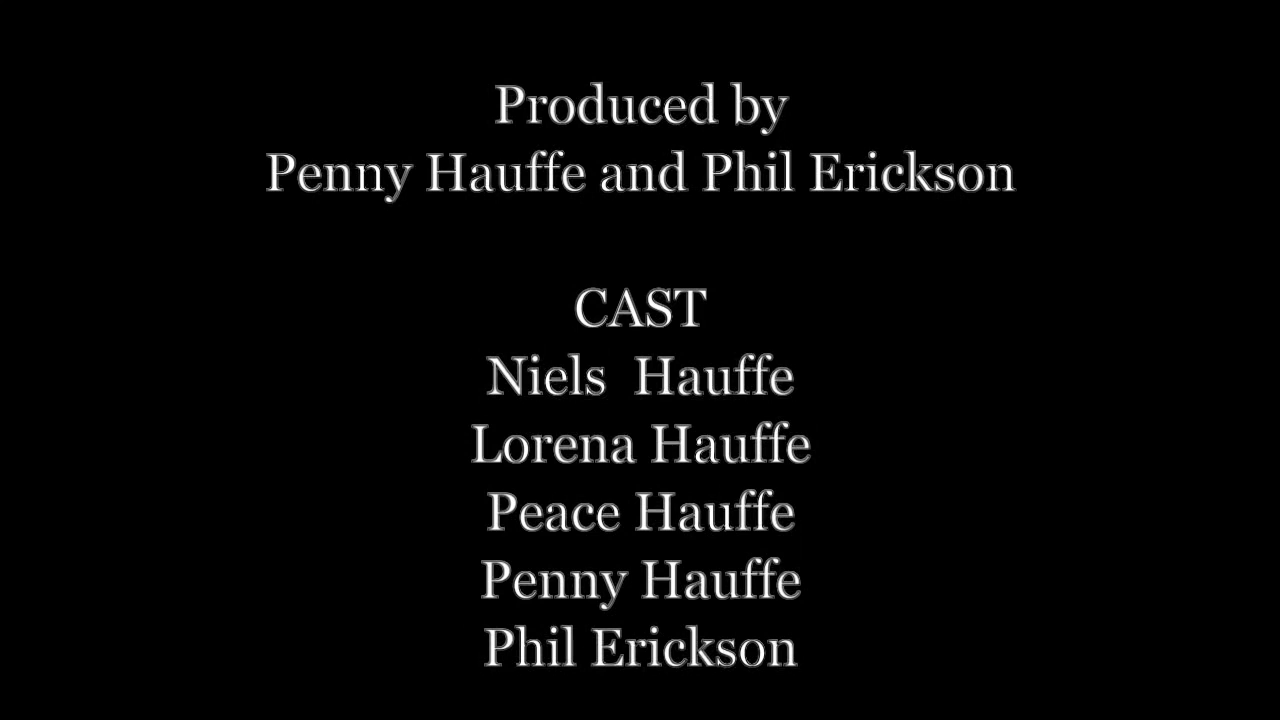 Produced by
Penny Hauffe and Phil Erickson
CAST
Niels  Hauffe
Lorena Hauffe
Peace Hauffe
Penny Hauffe
Phil Erickson